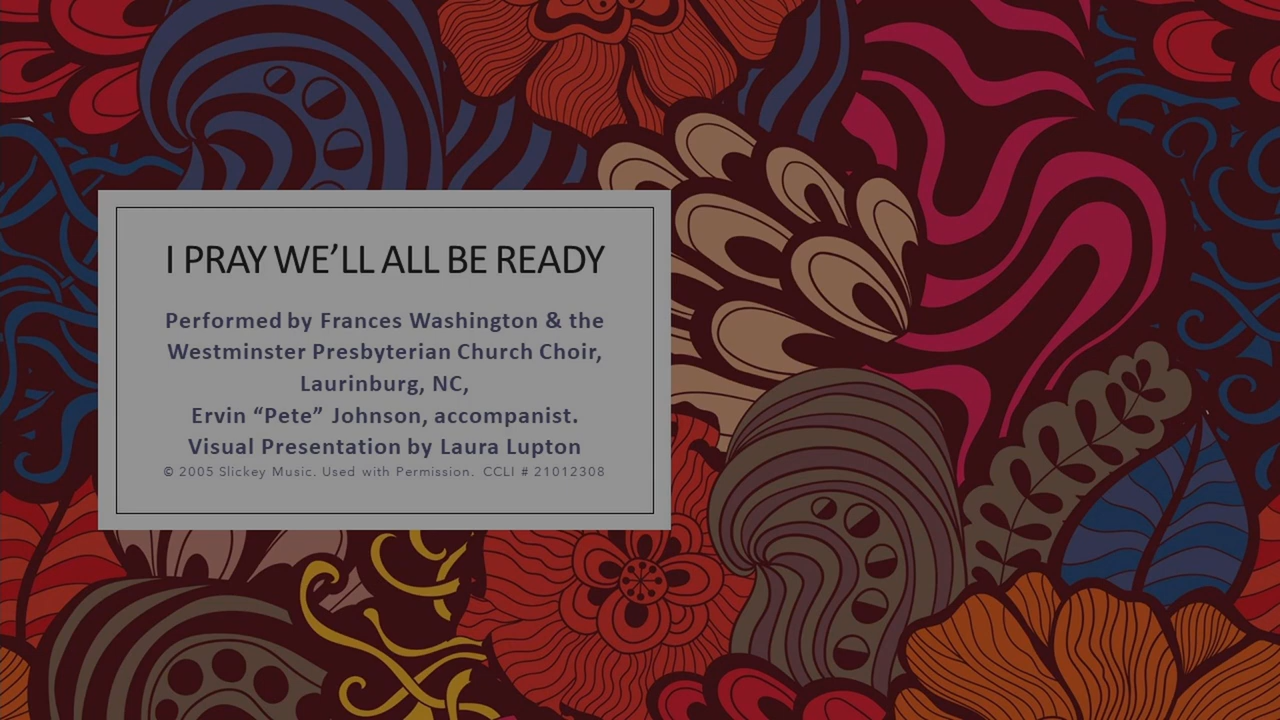 I PRAY WE’LL ALL BE READY
Performed by Frances Washington & the
Westminster Presbyterian Church Choir,
Laurinburg, NC,
Ervin “Pete” Johnson, accompanist.
Visual Presentation by Laura Lupton
© 2005 Slickey Music. Used with Permission. CCLI # 21012308